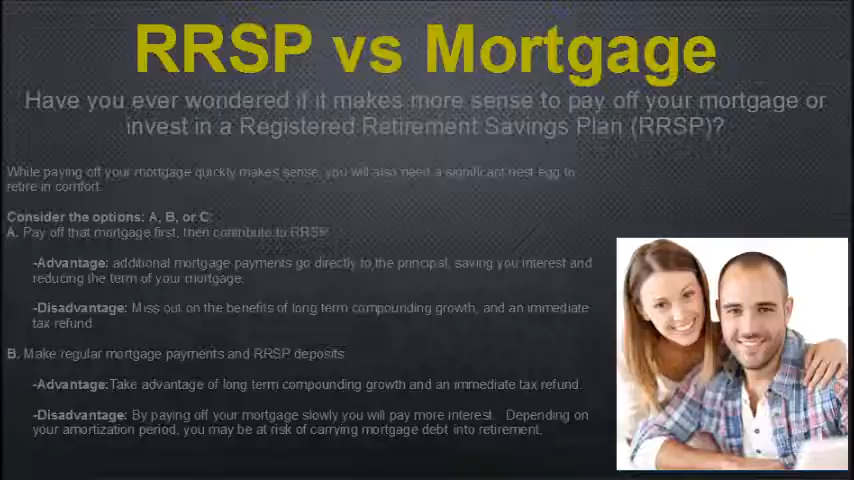 RRSP vs Mortgage
Have you ever wondered if it makes more sense to pay off your mortgage or
invest in a Registered Retirement Savings Plan (RRSP)?
While paying off your mortgage quickly makes sense, you will also need a significant nest egg to
retire in comfort.
Consider the options: A, B, or C:
A. Pay off that mortgage first, then contribute to RRSP
-Advantage: additional mortgage payments go directly to the principal, saving you interest and
reducing the term of your mortgage.
-Disadvantage: Miss out on the benefits of long term compounding growth, and an immediate
tax refund.
B. Make regular mortgage payments and RRSP deposits
-Advantage:Take advantage of long term compounding growth and an immediate tax refund.
-Disadvantage: By paying off your mortgage slowly you will pay more interest. Depending on
your amortization period, you may be at risk of carrying mortgage debt into retirement.